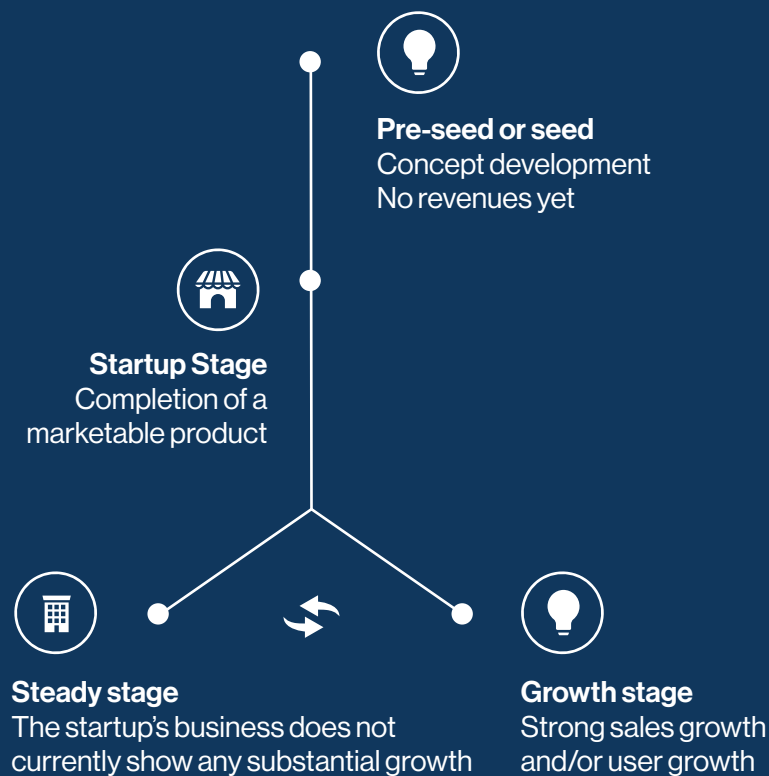 Pre-seed or seed
Concept development
No revenues yet
Startup Stage
Completion of a
marketable product
Steady stage
The startup's business does not
currently show any substantial growth
Growth stage
Strong sales growth
and/or user growth